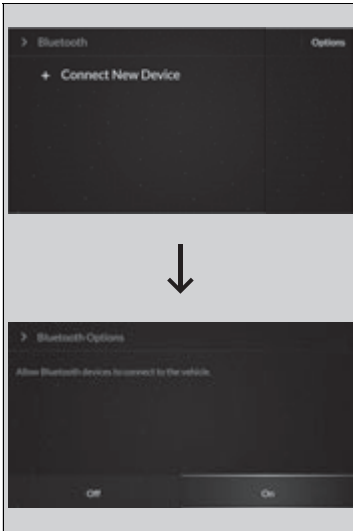 > Bluetooth
Options
+ Connect New Device
> Bluetooth Options
Allow Bluetooth devices to connect to the vehicle.
Off
On